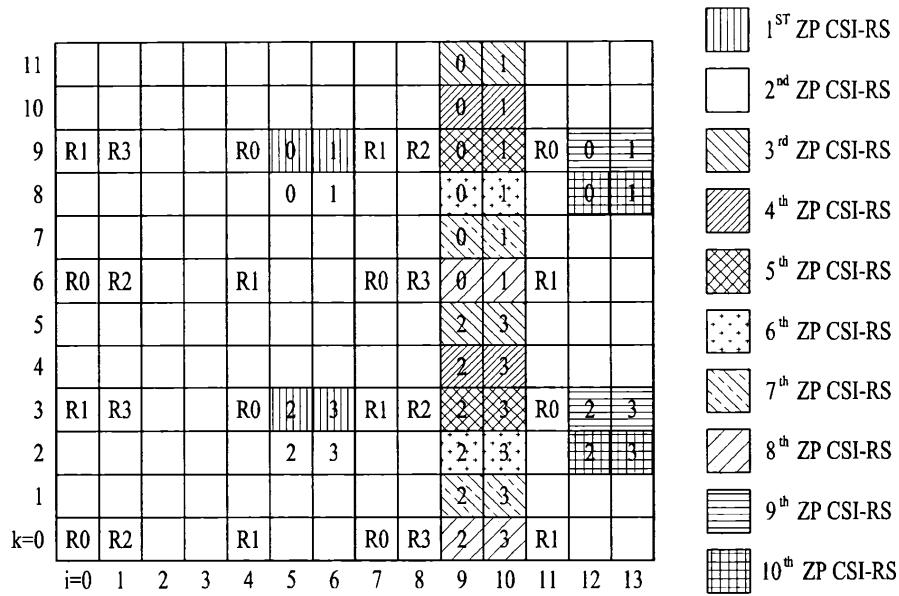 11 0 1
10 0 1
9 R1 R3 R0 0 1 R1 R2 0 1 R0 0 1
8 0 1 0 1 0 1
7 0 1
6 R0 R2 R1 R0 R3 0 1 R1
5 2 3
4 2 3
3 R1 R3 R0 2 3 R1 R2 2 3 R0 2 3
2 2 3 2 3 2 3
1 2 3
k=0 R0 R2 R1 R0 R3 2 3 R1
i=0 1 2 3 4 5 6 7 8 9 10 11 12 13
1ST ZP CSI-RS
2nd ZP CSI-RS
3rd ZP CSI-RS
4th ZP CSI-RS
5th ZP CSI-RS
6th ZP CSI-RS
7th ZP CSI-RS
8th ZP CSI-RS
9th ZP CSI-RS
10th ZP CSI-RS